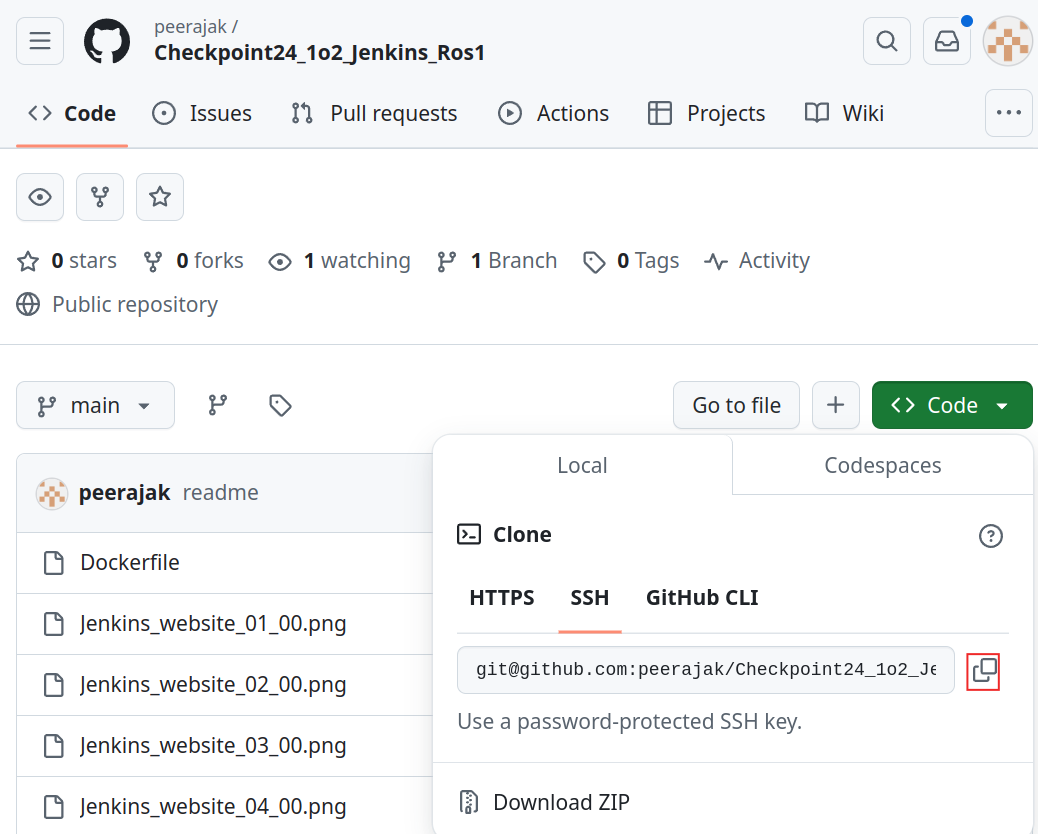 peerajak /
Checkpoint24_1o2_Jenkins_Ros1
Code Issues Pull requests Actions Projects Wiki
0 stars 0 forks 1 watching 1 Branch 0 Tags Activity
Public repository
main Go to file Code
Local Codespaces
peerajak readme
Clone
Dockerfile
HTTPS SSH GitHub CLI
Jenkins_website_01_00.png
git@github.com:peerajak/Checkpoint24_1o2_Je
Jenkins_website_02_00.png
Use a password-protected SSH key.
Jenkins_website_03_00.png
Download ZIP
Jenkins_website_04_00.png